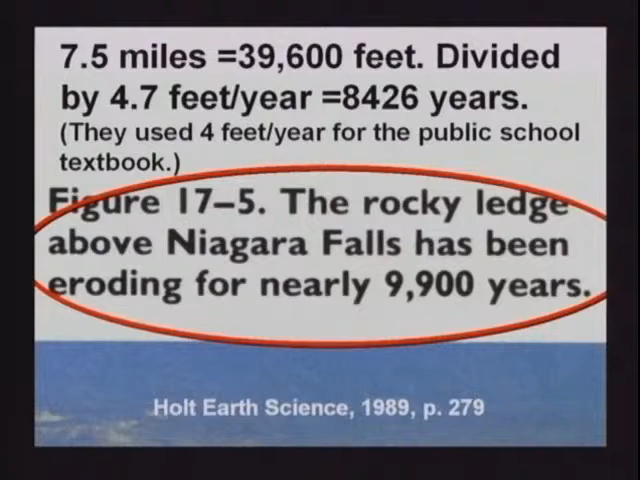 7.5 miles =39,600 feet. Divided
by 4.7 feet/year =8426 years.
(They used 4 feet/year for the public school
textbook.)
Figure 17–5. The rocky ledge
above Niagara Falls has been
eroding for nearly 9,900 years.
Holt Earth Science, 1989, p. 279